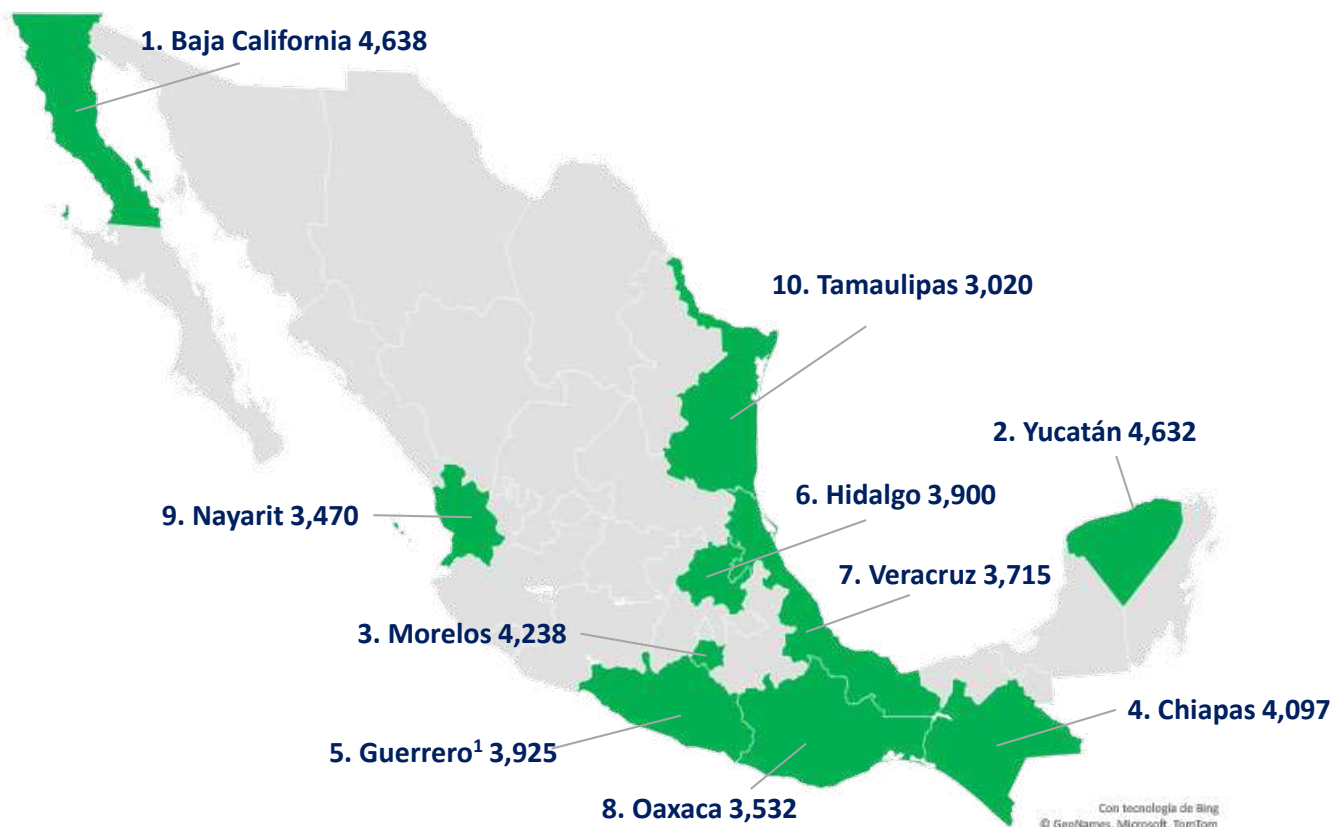 1. Baja California 4,638
10. Tamaulipas 3,020
2. Yucatán 4,632
6. Hidalgo 3,900
9. Nayarit 3,470
7. Veracruz 3,715
3. Morelos 4,238
4. Chiapas 4,097
5. Guerrero¹ 3,925
8. Oaxaca 3,532
Con tecnología de Bing
© GeoNames, Microsoft, TomTom